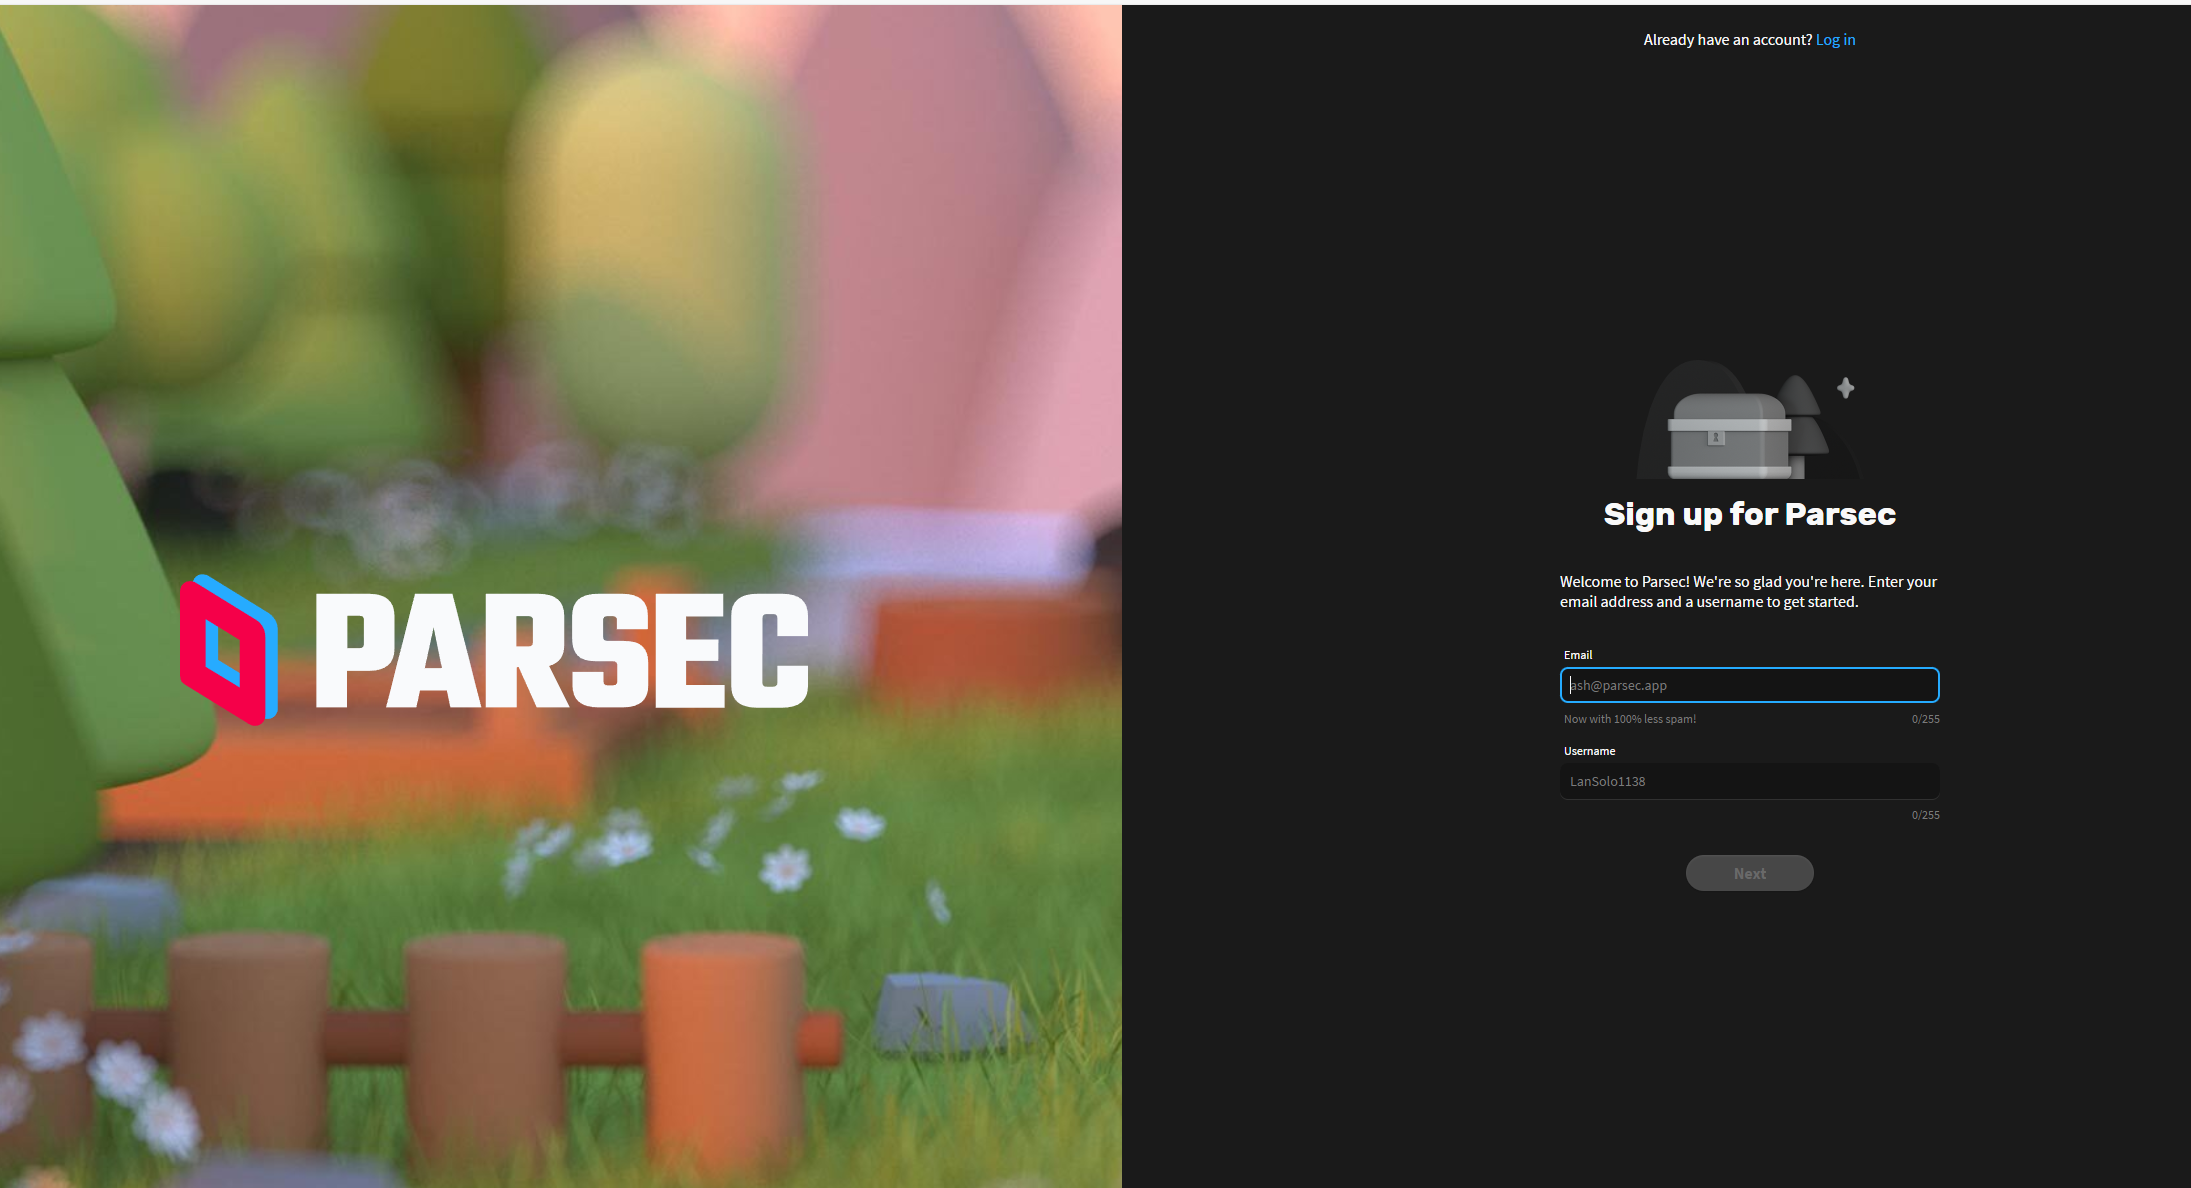 PARSEC
Already have an account? Log in
Sign up for Parsec
Welcome to Parsec! We're so glad you're here. Enter your
email address and a username to get started.
Email
ash@parsec.app
Now with 100% less spam! 0/255
Username
LanSolo1138
0/255
Next